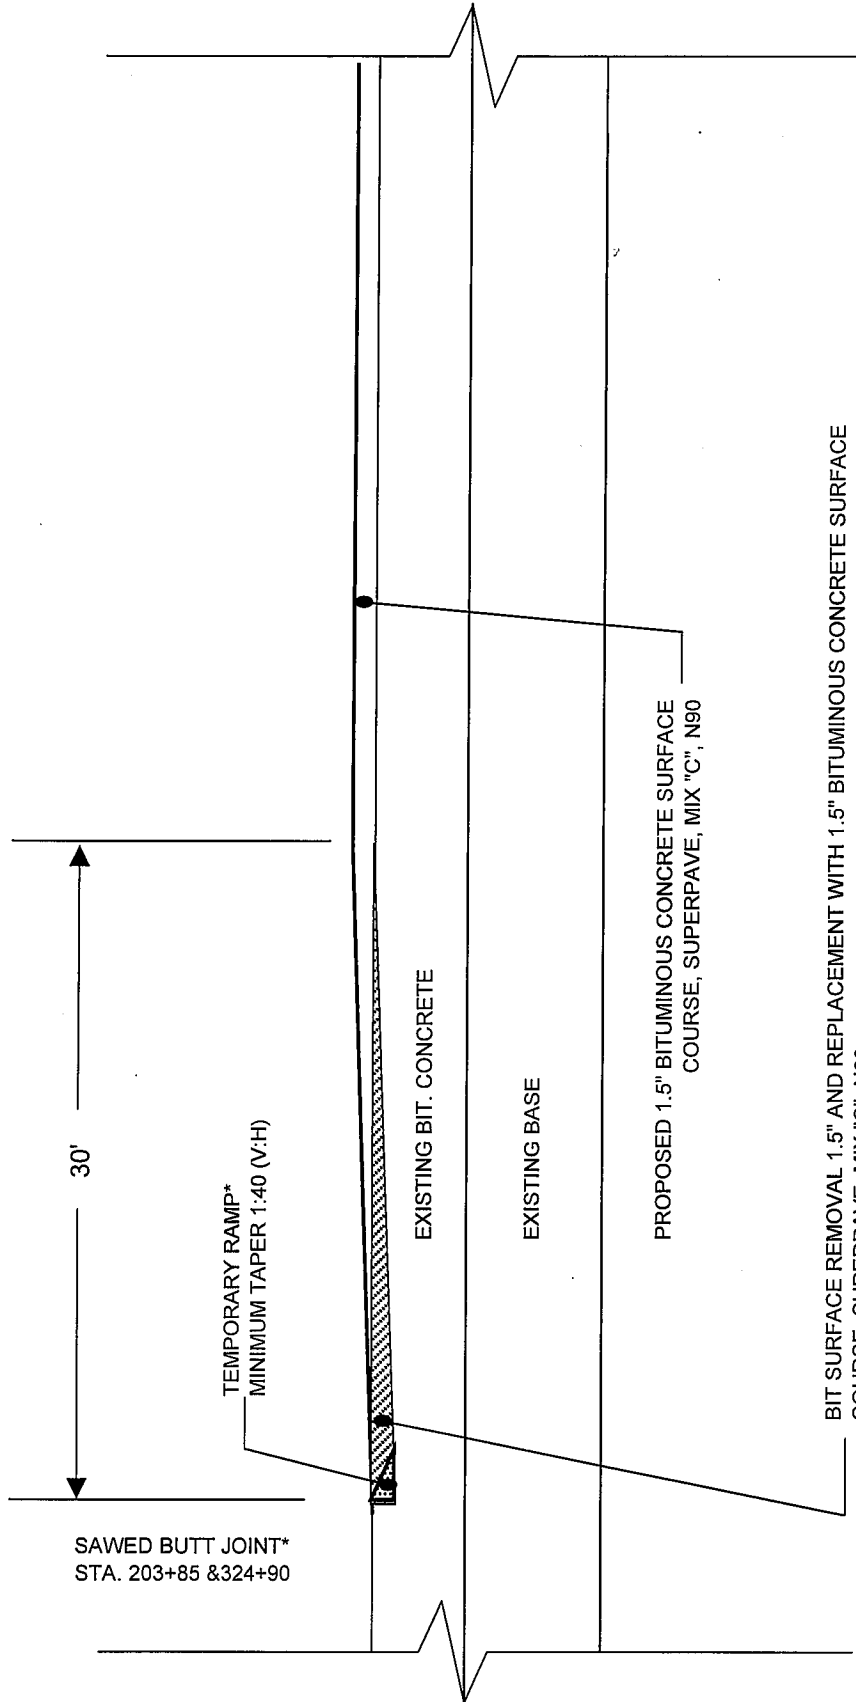 30'
TEMPORARY RAMP*
MINIMUM TAPER 1:40 (V:H)
SAWED BUTT JOINT*
STA. 203+85 &324+90
EXISTING BIT. CONCRETE
EXISTING BASE
PROPOSED 1.5" BITUMINOUS CONCRETE SURFACE
COURSE, SUPERPAVE, MIX "C", N90
BIT SURFACE REMOVAL 1.5" AND REPLACEMENT WITH 1.5" BITUMINOUS CONCRETE SURFACE